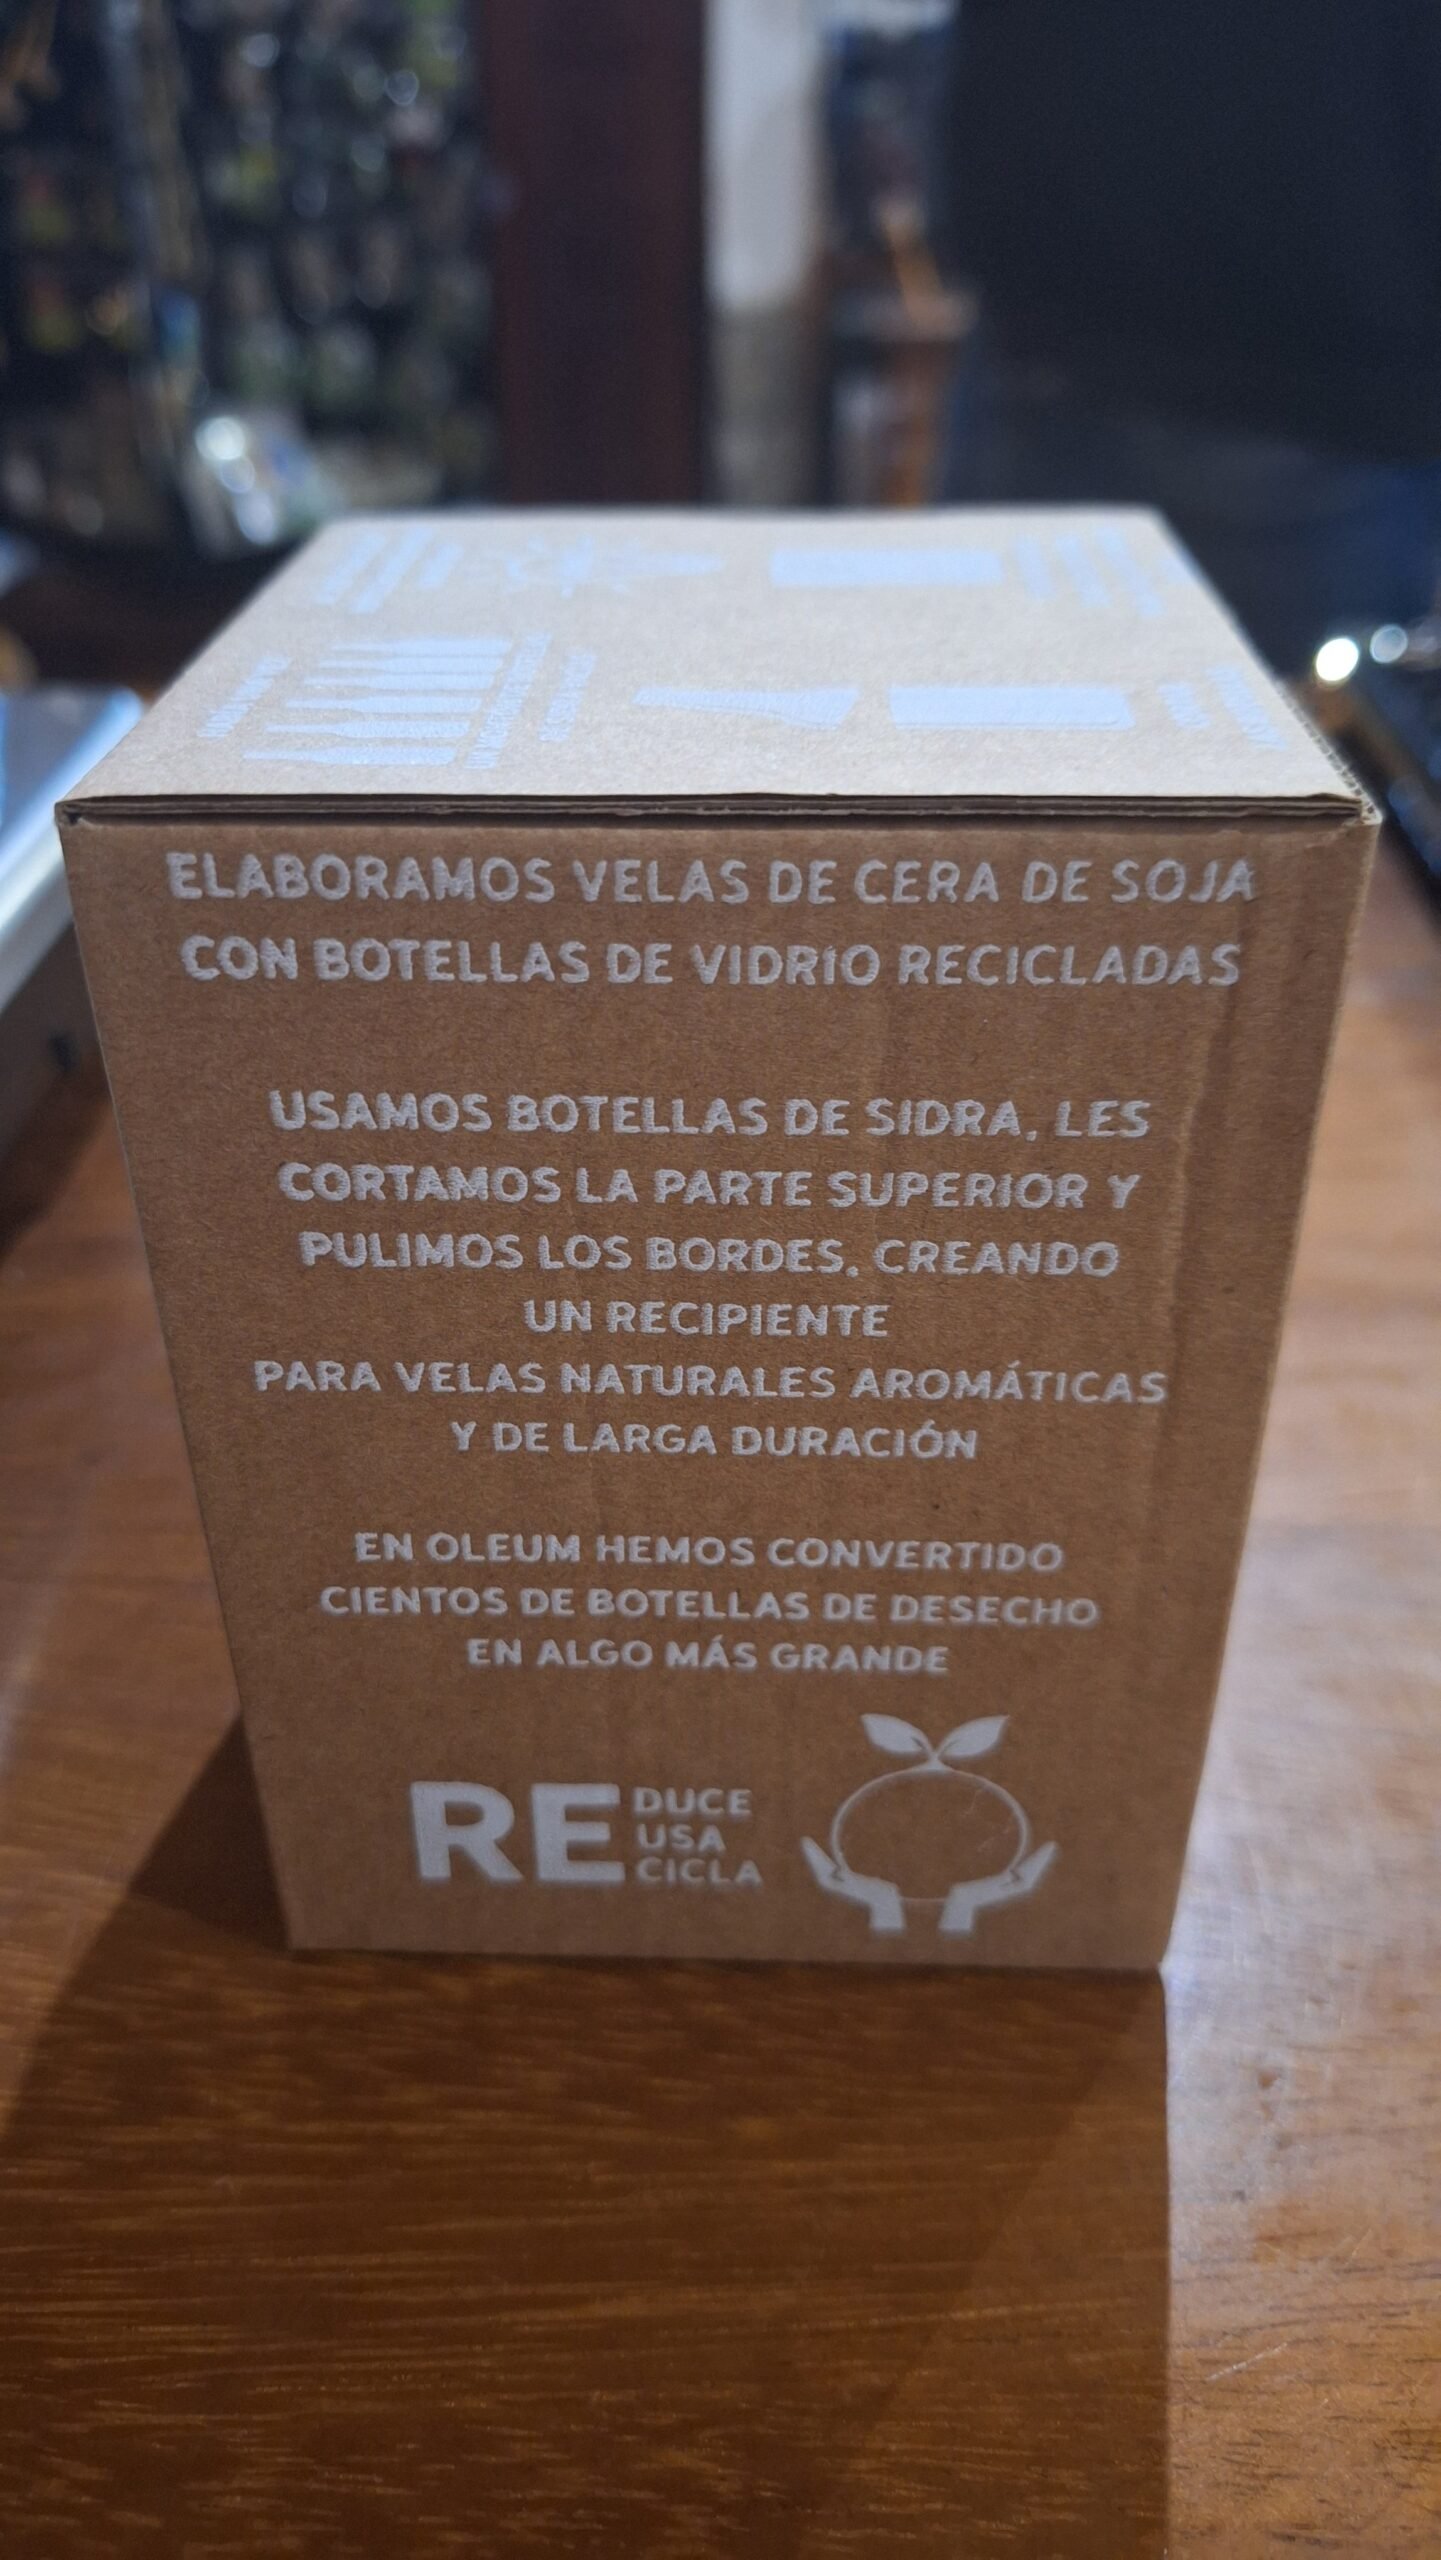 ELABORAMOS VELAS DE CERA DE SOJA
CON BOTELLAS DE VIDRIO RECICLADAS
USAMOS BOTELLAS DE SIDRA, LES
CORTAMOS LA PARTE SUPERIOR Y
PULIMOS LOS BORDES, CREANDO
UN RECIPIENTE
PARA VELAS NATURALES AROMÁTICAS
Y DE LARGA DURACIÓN
EN OLEUM HEMOS CONVERTIDO
CIENTOS DE BOTELLAS DE DESECHO
EN ALGO MÁS GRANDE
RE DUCE
USA
CICLA